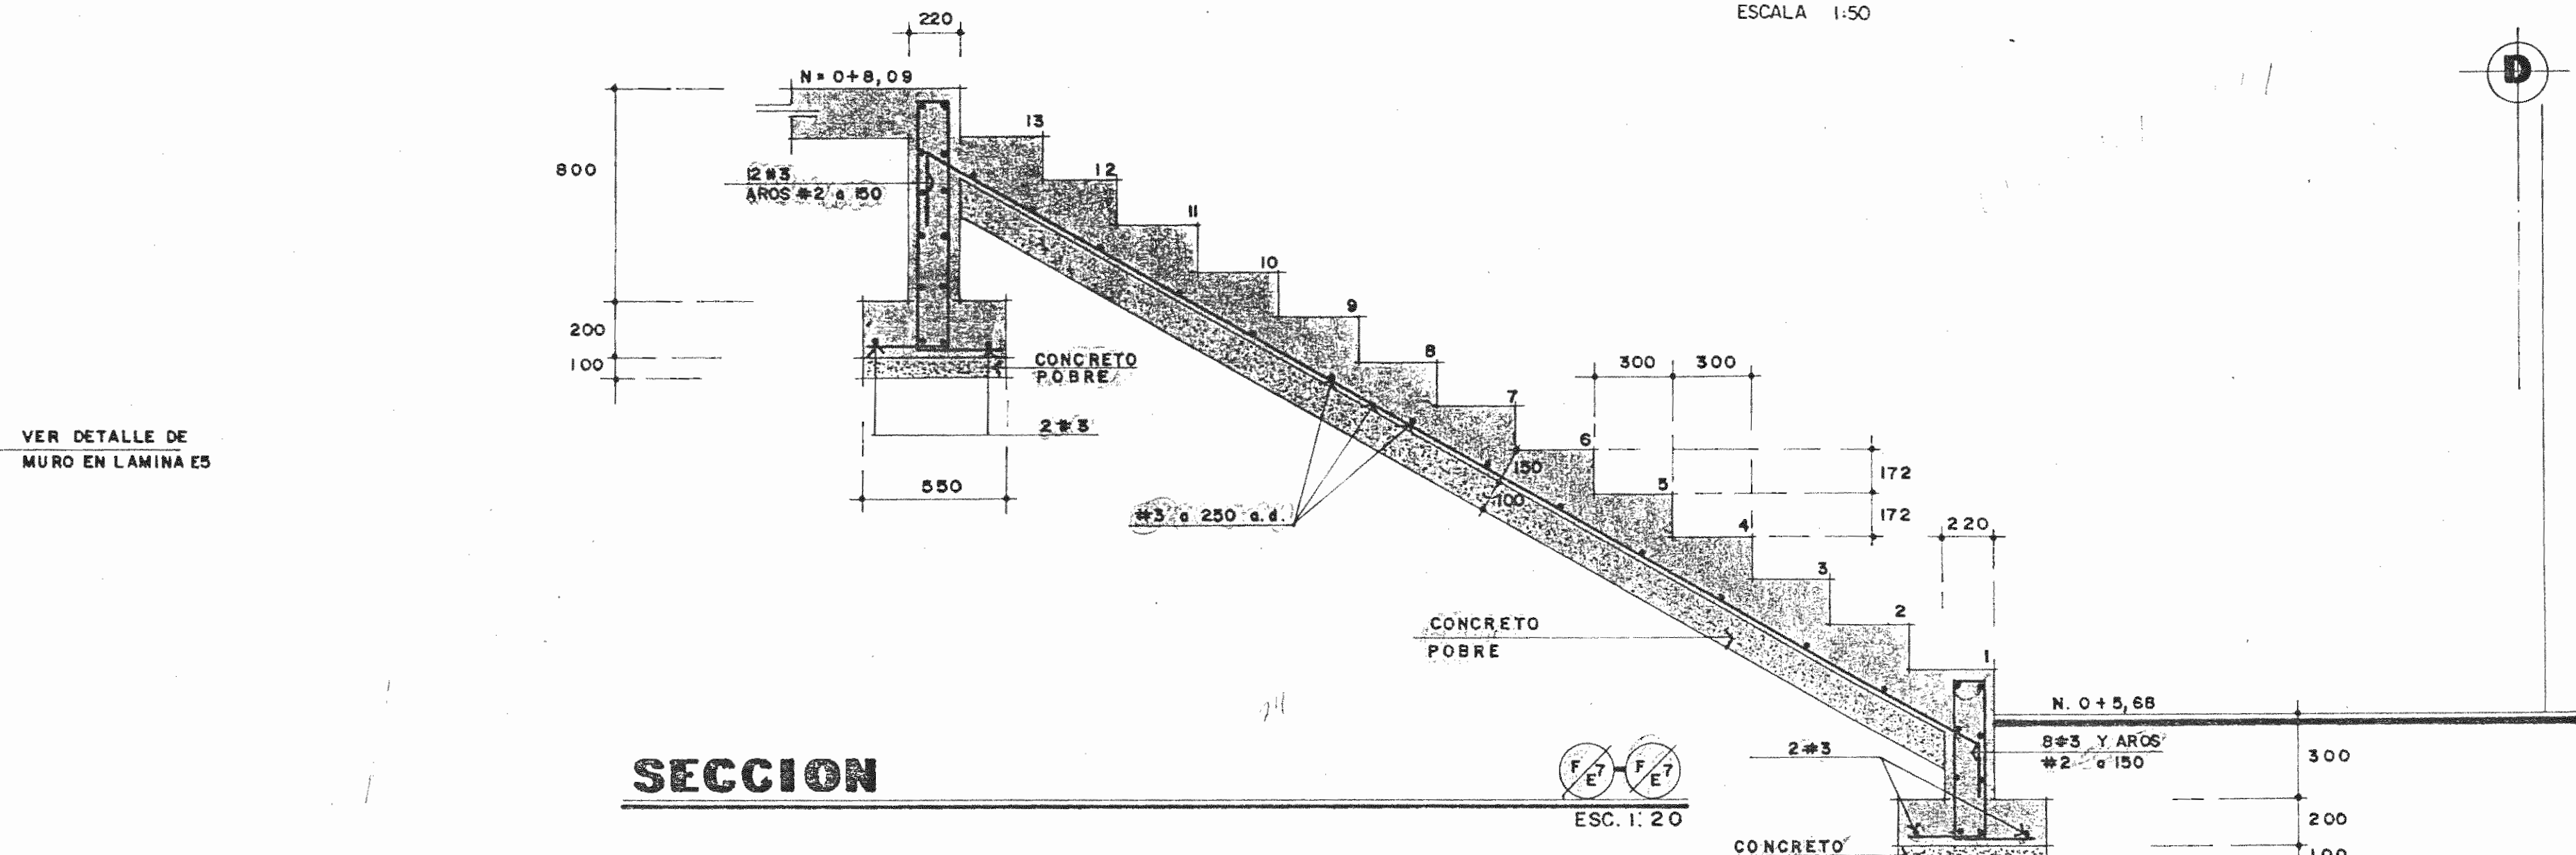 ESCALA 1:50
220
D
N = 0+8,09
13
800
12#3
AROS #2 a 150
12
11
10
9
200
100
CONCRETO
POBRE
8
300 300
7
2#3
6
VER DETALLE DE
MURO EN LAMINA E5
150
172
550
100
5
#3 a 250 a.d.
172
4
220
3
2
CONCRETO
POBRE
1
N. 0+5,68
SECCION
F E7 - F E7
ESC. 1:20
2#3
8#3 Y AROS
#2 a 150
300
200
CONCRETO
100